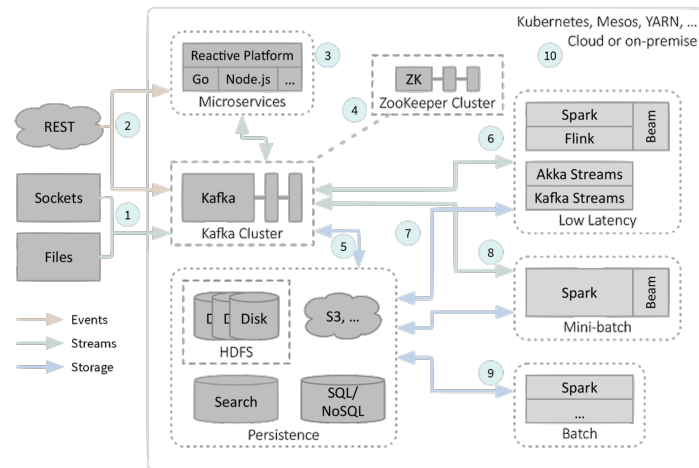 Kubernetes, Mesos, YARN, ...
Cloud or on-premise
10
Reactive Platform
Go Node.js ...
Microservices
3
ZK
ZooKeeper Cluster
4
REST
2
Sockets
1
Files
Kafka
Kafka Cluster
5
6
Spark
Flink
Beam
Akka Streams
Kafka Streams
Low Latency
7
8
Spark
Beam
Mini-batch
Events
Streams
Storage
D D Disk
HDFS
S3, ...
Search
SQL/
NoSQL
Persistence
9
Spark
...
Batch